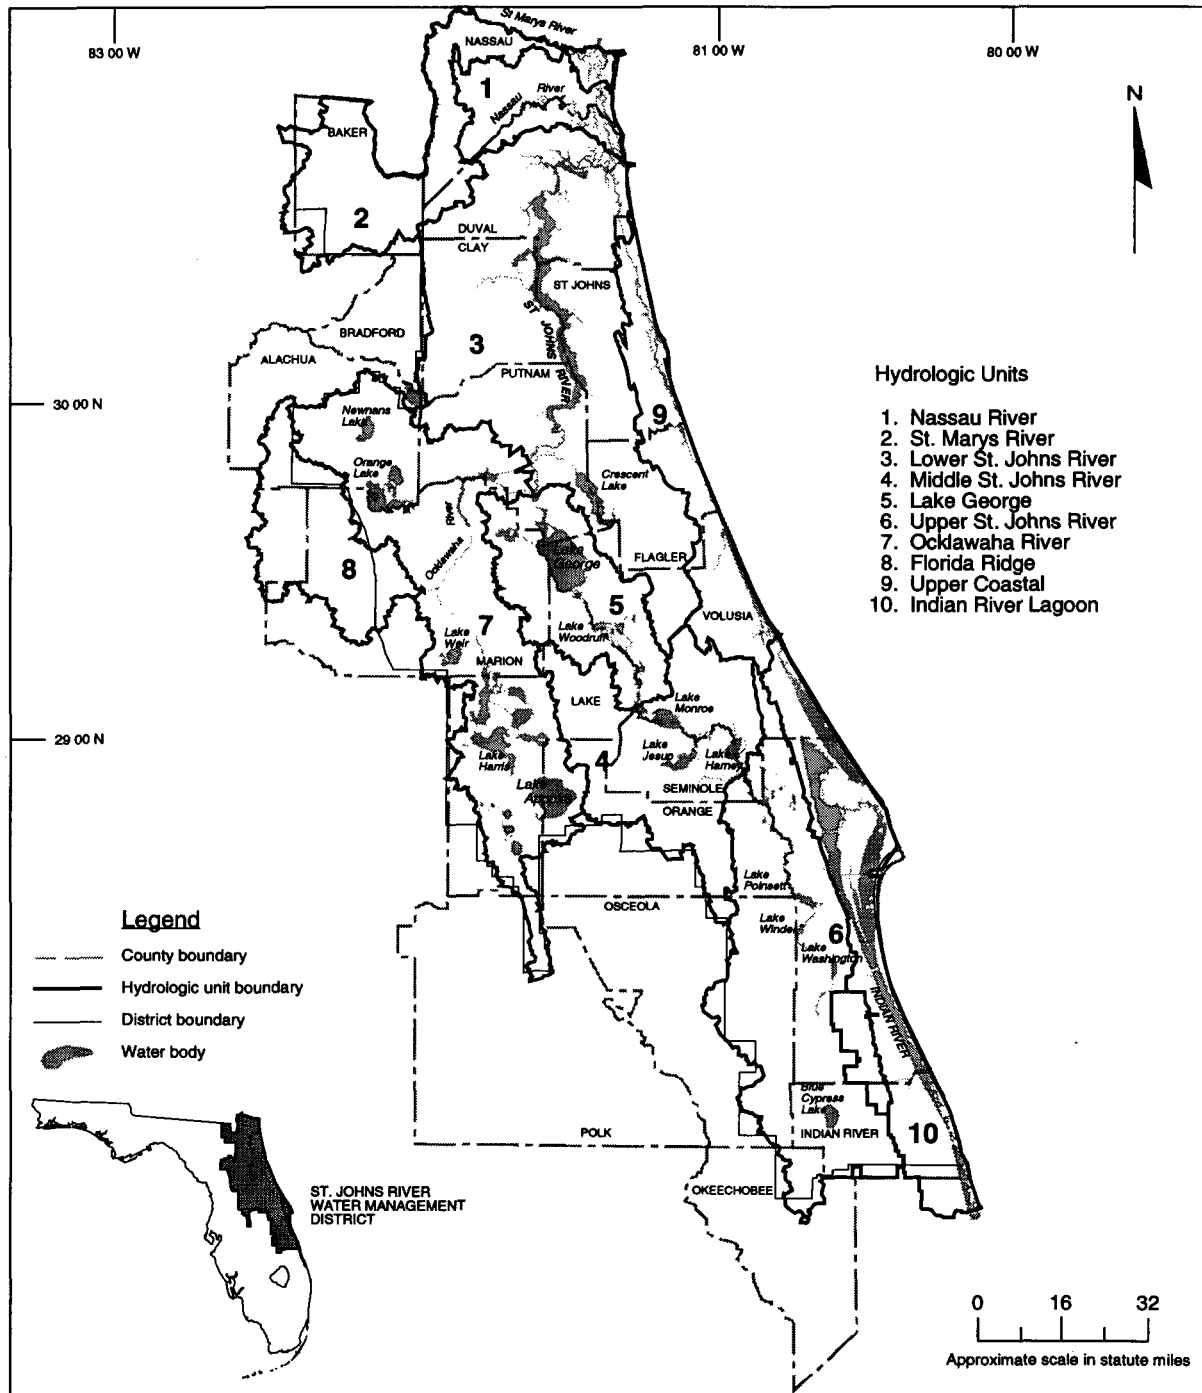 83 00 W
81 00 W
80 00 W
St Marys River
NASSAU
1
Nassau
River
N
BAKER
2
DUVAL
CLAY
ST JOHNS
ST
JOHNS
RIVER
BRADFORD
3
ALACHUA
PUTNAM
30 00 N
Newnans
Lake
9
Orange
Lake
Crescent
Lake
River
Ocklawaha
Lake
George
FLAGLER
8
5
VOLUSIA
Lake
Woodruff
Lake
Weir
7
MARION
LAKE
Lake
Monroe
29 00 N
Lake
Harris
4
Lake
Jesup
Lake
Harney
SEMINOLE
Lake
Apopka
ORANGE
Lake
Poinsett
OSCEOLA
Lake
Winder
6
Lake
Washington
INDIAN RIVER
Blue
Cypress
Lake
INDIAN RIVER
10
POLK
OKEECHOBEE
Hydrologic Units
1. Nassau River
2. St. Marys River
3. Lower St. Johns River
4. Middle St. Johns River
5. Lake George
6. Upper St. Johns River
7. Ocklawaha River
8. Florida Ridge
9. Upper Coastal
10. Indian River Lagoon
Legend
County boundary
Hydrologic unit boundary
District boundary
Water body
ST. JOHNS RIVER
WATER MANAGEMENT
DISTRICT
0 16 32
Approximate scale in statute miles